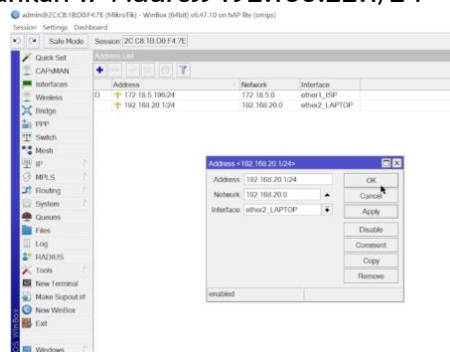 IP Address 192.168.22.1/24
admin@2C:C8:1B:D0:F4:7E (MikroTik) - WinBox (64bit) v6.47.10 on hAP lite (smips)
Session Settings Dashboard
Safe Mode Session: 2C:C8:1B:D0:F4:7E
Quick Set
CAPsMAN
Interfaces
Wireless
Bridge
PPP
Switch
Mesh
IP
MPLS
Routing
System
Queues
Files
Log
RADIUS
Tools
New Terminal
Make Supout.rif
New WinBox
Exit
Windows
Address List
Address Network Interface
D 172.18.5.196/24 172.18.5.0 ether1_ISP
192.168.20.1/24 192.168.20.0 ether2_LAPTOP
Address <192.168.20.1/24>
Address: 192.168.20.1/24
Network: 192.168.20.0
Interface: ether2_LAPTOP
OK
Cancel
Apply
Disable
Comment
Copy
Remove
enabled
OS WinBox